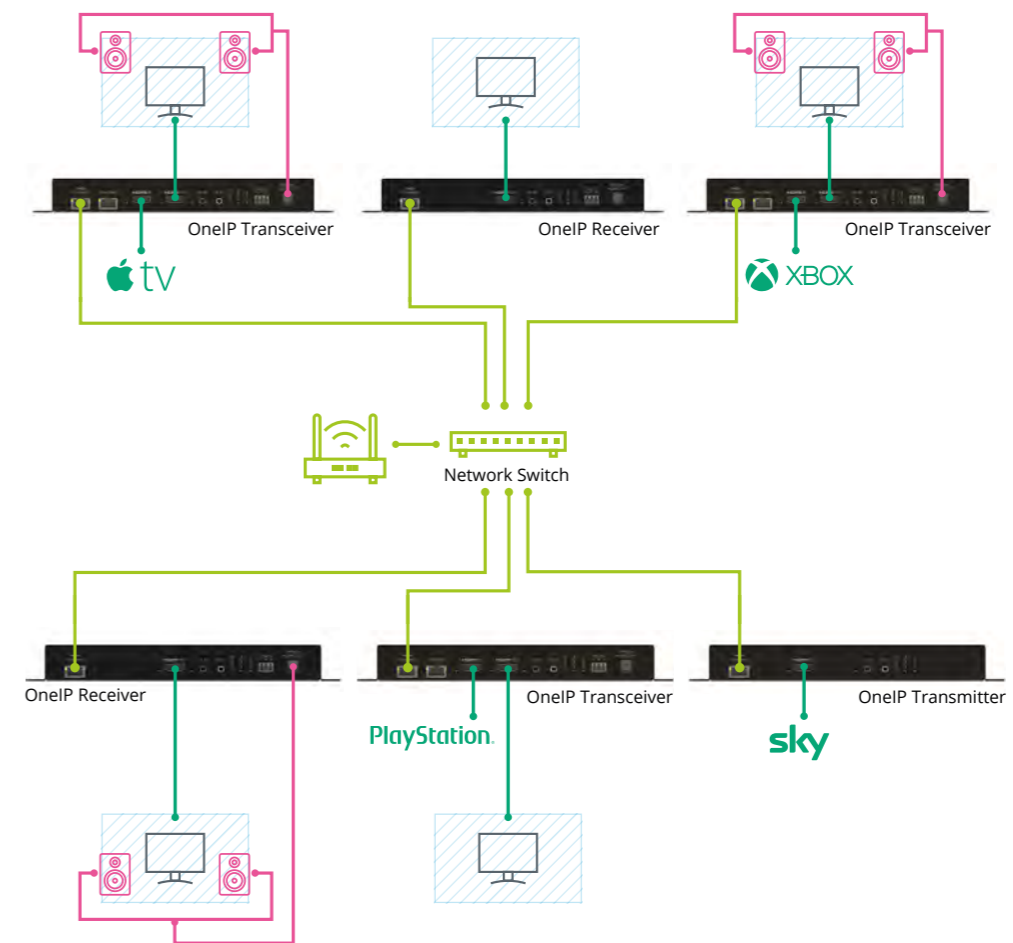 OneIP Transceiver
OneIP Receiver
OneIP Transceiver
tv
XBOX
Network Switch
OneIP Receiver
OneIP Transceiver
OneIP Transmitter
PlayStation
sky